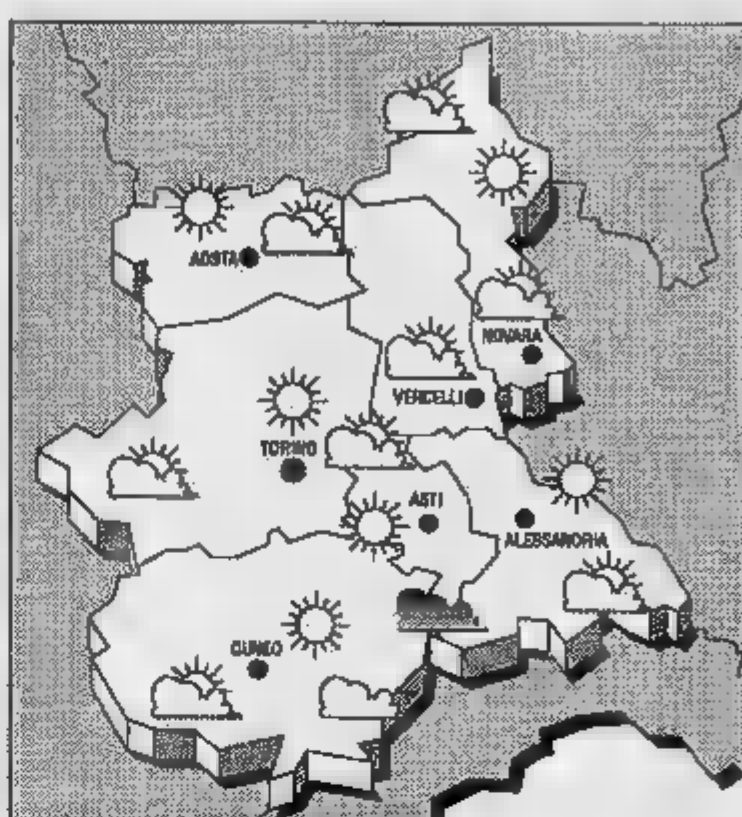 AOSTA
NOVARA
VERCELLI
TORINO
ASTI
ALESSANDRIA
CUNEO